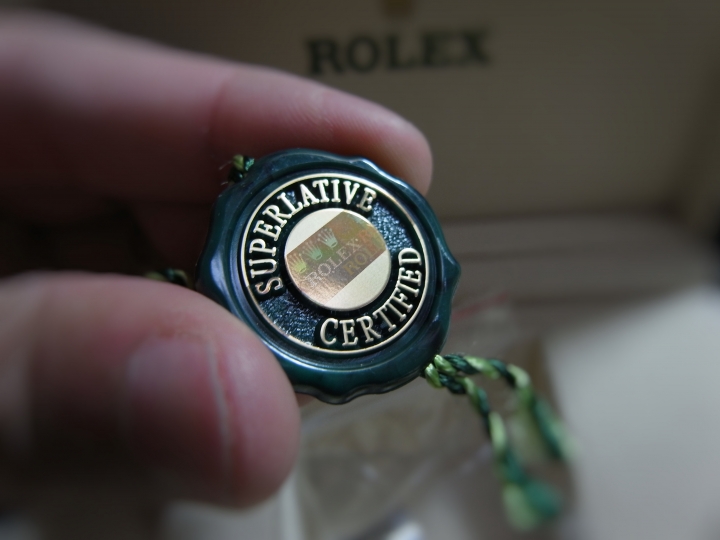 ROLEX
SUPERLATIVE
CERTIFIED
ROLEX